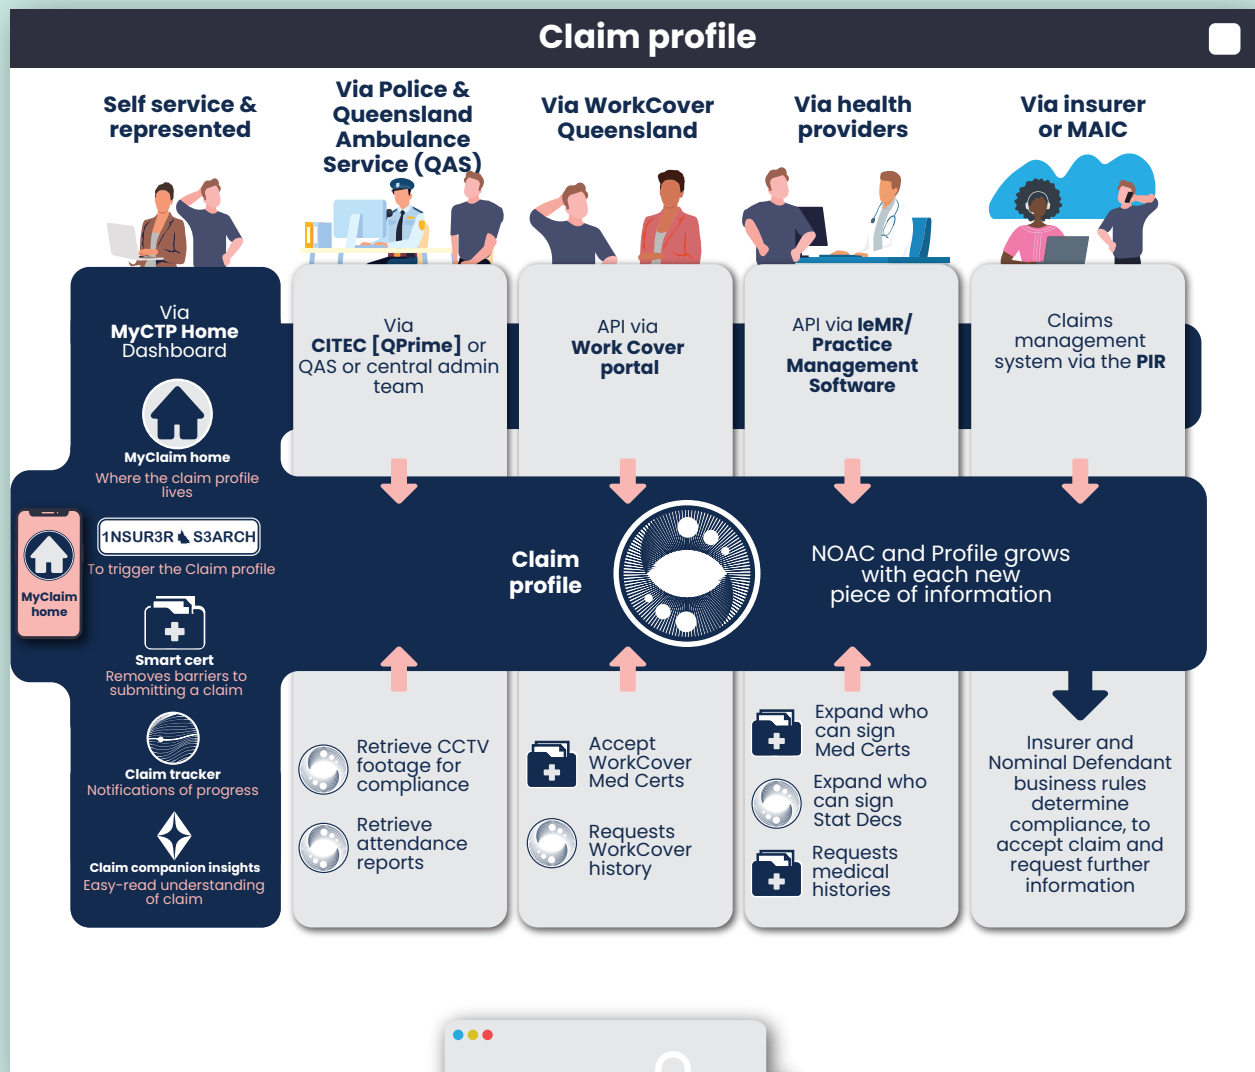 Claim profile
Self service &
represented
Via Police &
Queensland
Ambulance
Service (QAS)
Via WorkCover
Queensland
Via health
providers
Via insurer
or MAIC
Via
MyCTP Home
Dashboard
MyClaim home
Where the claim profile
lives
1NSUR3R S3ARCH
To trigger the Claim profile
Smart cert
Removes barriers to
submitting a claim
Claim tracker
Notifications of progress
Claim companion insights
Easy-read understanding
of claim
MyClaim
home
Via
CITEC [QPrime] or
QAS or central admin
team
API via
Work Cover
portal
API via IeMR/
Practice
Management
Software
Claims
management
system via the PIR
Claim
profile
NOAC and Profile grows
with each new
piece of information
Retrieve CCTV
footage for
compliance
Retrieve
attendance
reports
Accept
WorkCover
Med Certs
Requests
WorkCover
history
Expand who
can sign
Med Certs
Expand who
can sign
Stat Decs
Requests
medical
histories
Insurer and
Nominal Defendant
business rules
determine
compliance, to
accept claim and
request further
information